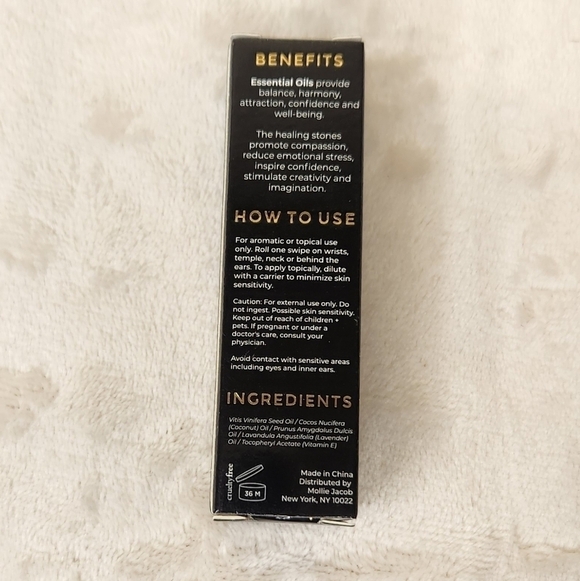 BENEFITS
Essential Oils provide
balance, harmony,
attraction, confidence and
well-being.
The healing stones
promote compassion,
reduce emotional stress,
inspire confidence,
stimulate creativity and
imagination.
HOW TO USE
For aromatic or topical use
only. Roll one swipe on wrists,
temple, neck or behind the
ears. To apply topically, dilute
with a carrier to minimize skin
sensitivity.
Caution: For external use only. Do
not ingest. Possible skin sensitivity.
Keep out of reach of children +
pets. If pregnant or under a
doctor's care, consult your
physician.
Avoid contact with sensitive areas
including eyes and inner ears.
INGREDIENTS
Vitis Vinifera Seed Oil / Cocos Nucifera
(Coconut) Oil / Prunus Amygdalus Dulcis
Oil / Lavandula Angustifolia (Lavender)
Oil / Tocopheryl Acetate (Vitamin E)
crueltyfree
36 M
Made in China
Distributed by
Mollie Jacob
New York, NY 10022